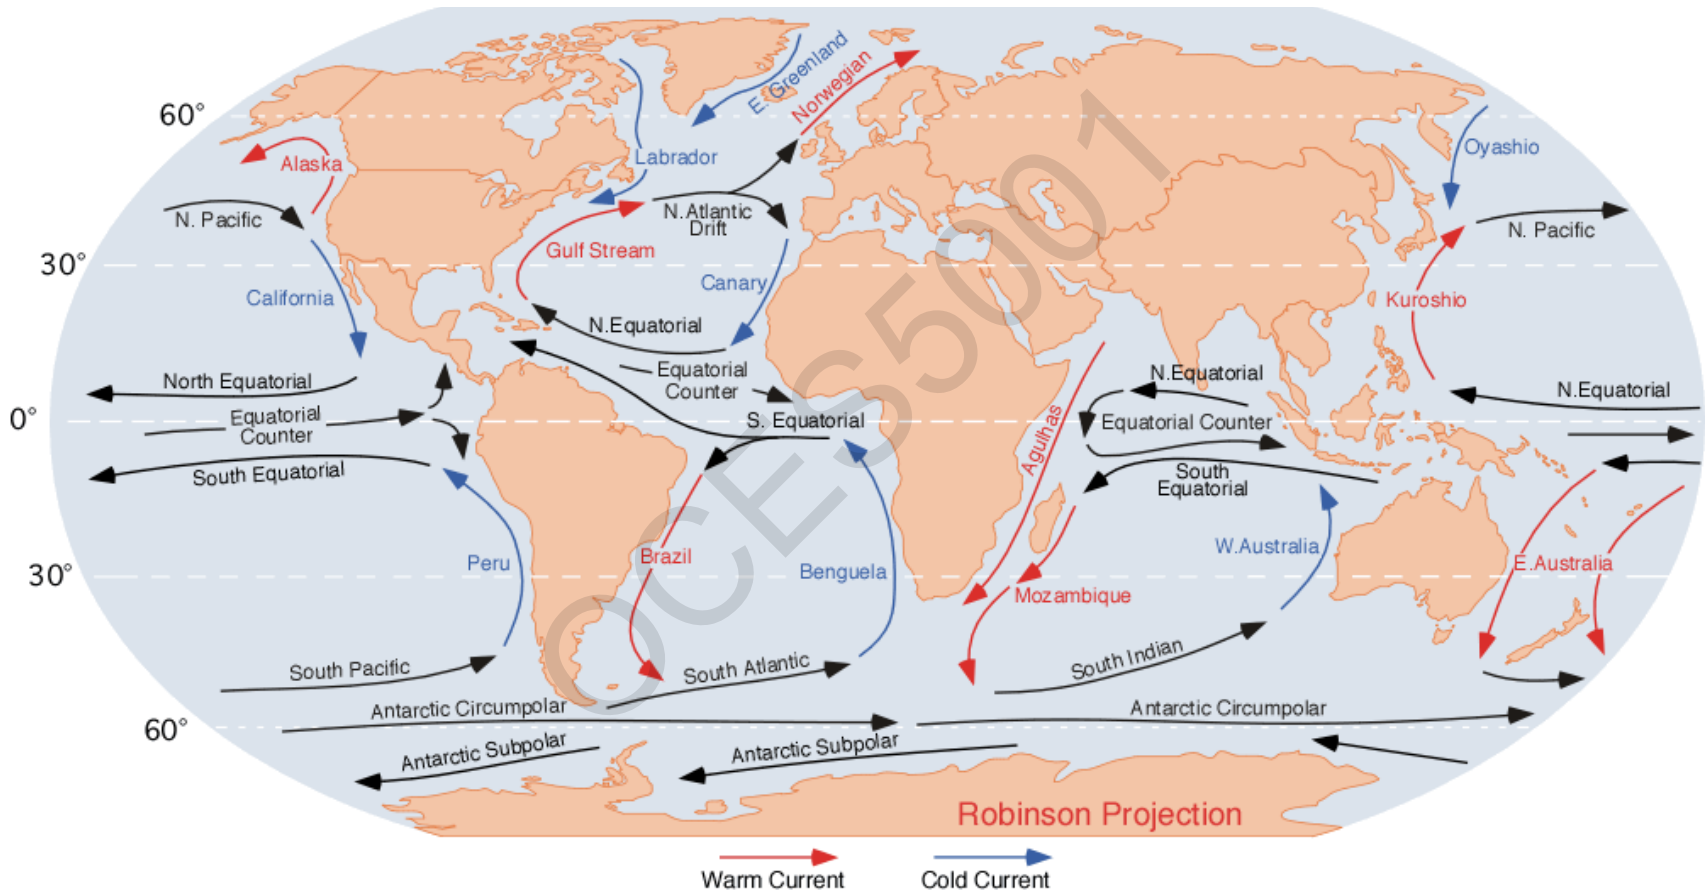 E. Greenland
Norwegian
60°
Alaska
Labrador
Oyashio
N. Pacific
N.Atlantic
Drift
N. Pacific
Gulf Stream
30°
California
Canary
Kuroshio
N.Equatorial
North Equatorial
Equatorial
Counter
N.Equatorial
N.Equatorial
0°
Equatorial
Counter
S. Equatorial
Agulhas
Equatorial Counter
South Equatorial
South
Equatorial
30°
Peru
Brazil
Benguela
W.Australia
E.Australia
Mozambique
South Pacific
South Atlantic
South Indian
Antarctic Circumpolar
Antarctic Circumpolar
60°
Antarctic Subpolar
Antarctic Subpolar
Robinson Projection
Warm Current
Cold Current
OCES5001